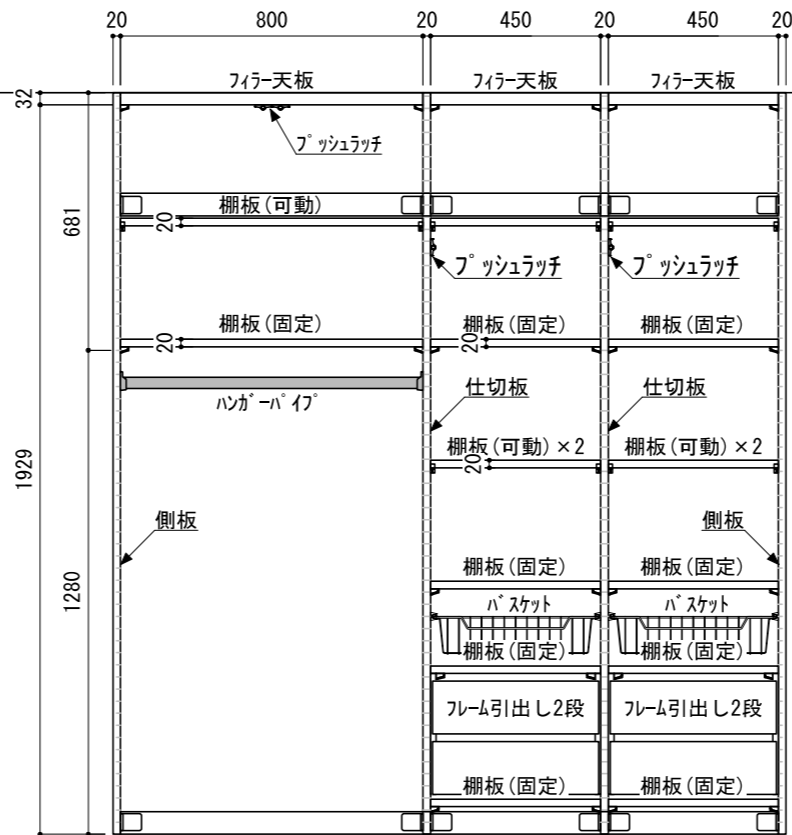 20 800 20 450 20 450 20
フィラー天板 フィラー天板 フィラー天板
32
プッシュラッチ
棚板(可動)
681
20
プッシュラッチ プッシュラッチ
棚板(固定) 棚板(固定) 棚板(固定)
20 20
ハンガーパイプ
仕切板 仕切板
棚板(可動)×2 棚板(可動)×2
20
1929
側板 側板
1280
棚板(固定) 棚板(固定)
バスケット バスケット
棚板(固定) 棚板(固定)
フレーム引出し2段 フレーム引出し2段
棚板(固定) 棚板(固定)